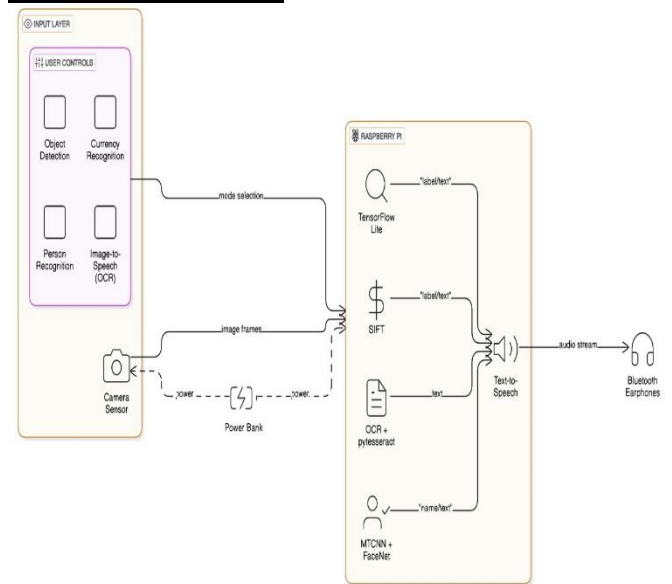 INPUT LAYER
USER CONTROLS
Object
Detection
Currency
Recognition
Person
Recognition
Image-to-
Speech
(OCR)
Camera
Sensor
mode selection
image frames
power
power
Power Bank
RASPBERRY PI
TensorFlow
Lite
"label/text"
SIFT
"label/text"
OCR +
pytesseract
text
MTCNN +
FaceNet
"name/text"
Text-to-
Speech
audio stream
Bluetooth
Earphones